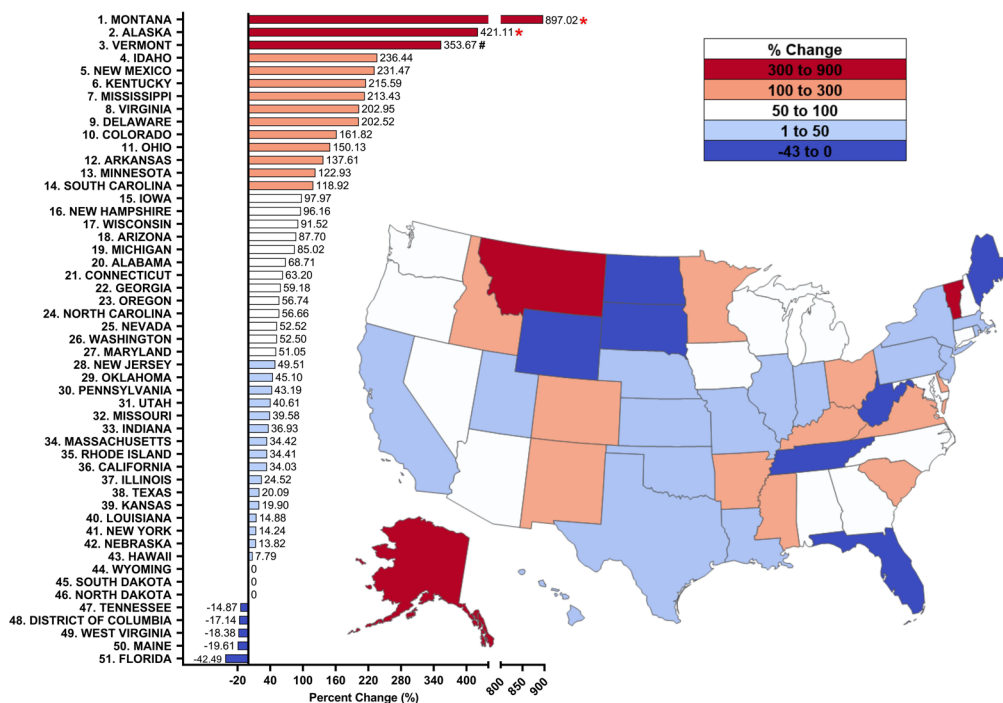 1. MONTANA 897.02 *
2. ALASKA 421.11 *
3. VERMONT 353.67 #
4. IDAHO 236.44
5. NEW MEXICO 231.47
6. KENTUCKY 215.59
7. MISSISSIPPI 213.43
8. VIRGINIA 202.95
9. DELAWARE 202.52
10. COLORADO 161.82
11. OHIO 150.13
12. ARKANSAS 137.61
13. MINNESOTA 122.93
14. SOUTH CAROLINA 118.92
15. IOWA 97.97
16. NEW HAMPSHIRE 96.16
17. WISCONSIN 91.52
18. ARIZONA 87.70
19. MICHIGAN 85.02
20. ALABAMA 68.71
21. CONNECTICUT 63.20
22. GEORGIA 59.18
23. OREGON 56.74
24. NORTH CAROLINA 56.66
25. NEVADA 52.52
26. WASHINGTON 52.50
27. MARYLAND 51.05
28. NEW JERSEY 49.51
29. OKLAHOMA 45.10
30. PENNSYLVANIA 43.19
31. UTAH 40.61
32. MISSOURI 39.58
33. INDIANA 36.93
34. MASSACHUSETTS 34.42
35. RHODE ISLAND 34.41
36. CALIFORNIA 34.03
37. ILLINOIS 24.52
38. TEXAS 20.09
39. KANSAS 19.90
40. LOUISIANA 14.88
41. NEW YORK 14.24
42. NEBRASKA 13.82
43. HAWAII 7.79
44. WYOMING 0
45. SOUTH DAKOTA 0
46. NORTH DAKOTA 0
47. TENNESSEE -14.87
48. DISTRICT OF COLUMBIA -17.14
49. WEST VIRGINIA -18.38
50. MAINE -19.61
51. FLORIDA -42.49
-20 40 100 160 220 280 340 400 800 850 900
Percent Change (%)
% Change
300 to 900
100 to 300
50 to 100
1 to 50
-43 to 0